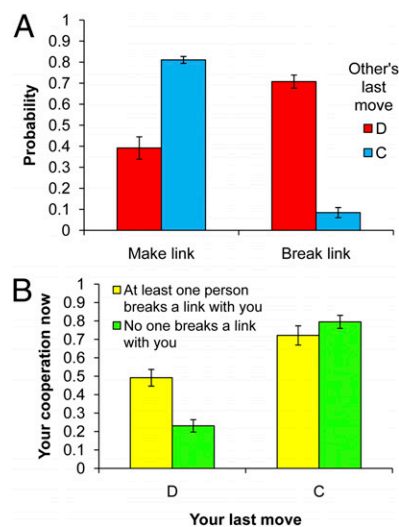 A
Probability
1
0.9
0.8
0.7
0.6
0.5
0.4
0.3
0.2
0.1
0
Make link
Break link
Other's
last
move
D
C
B
Your cooperation now
1
0.9
0.8
0.7
0.6
0.5
0.4
0.3
0.2
0.1
0
At least one person
breaks a link with you
No one breaks a link
with you
D
C
Your last move